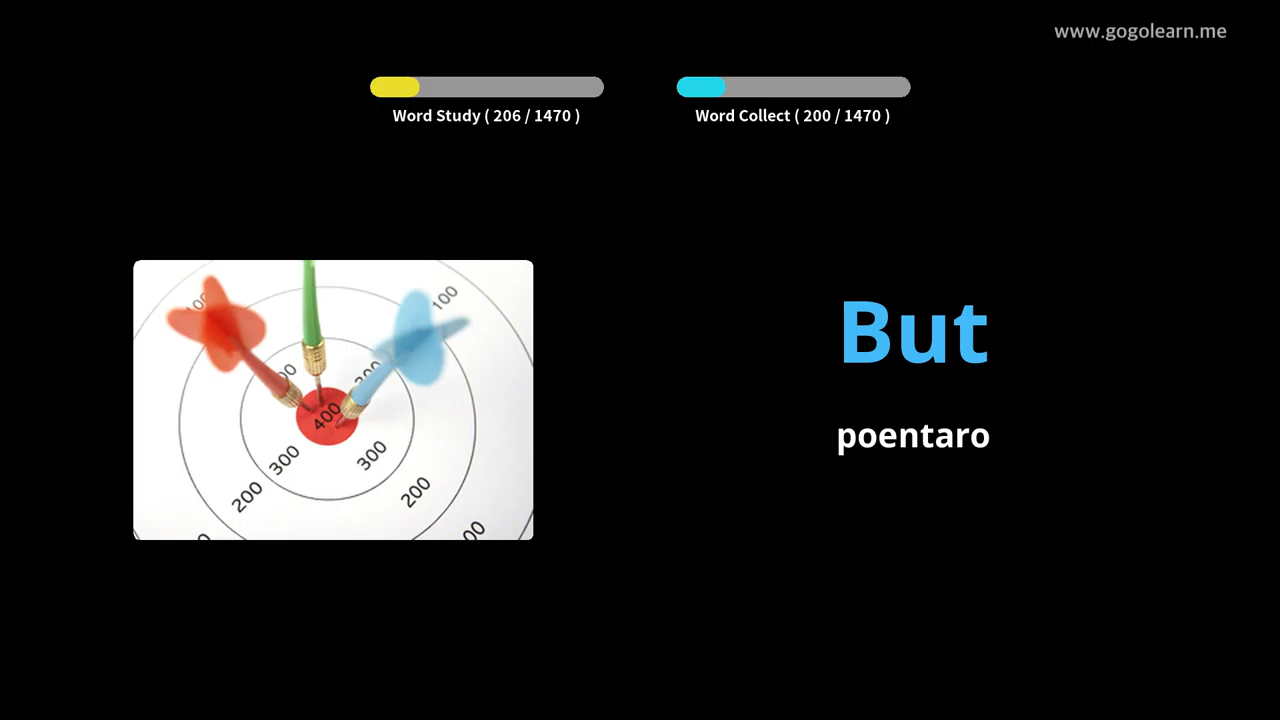 www.gogolearn.me
Word Study ( 206 / 1470 )
Word Collect ( 200 / 1470 )
But
poentaro
100
400
300
300
200
200